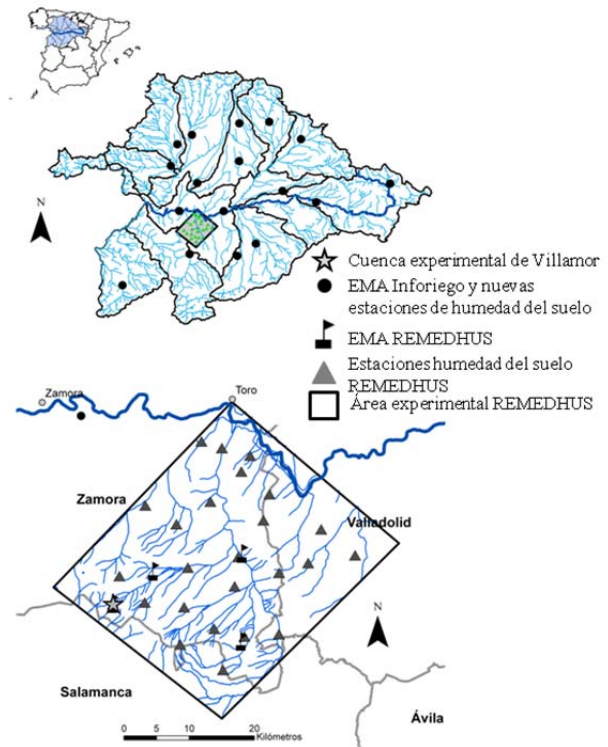 N
Cuenca experimental de Villamor
EMA Inforiego y nuevas
estaciones de humedad del suelo
EMA REMEDHUS
Estaciones humedad del suelo
REMEDHUS
Área experimental REMEDHUS
Zamora
Toro
Zamora
Valladolid
N
Salamanca
Ávila
0 5 10 20
Kilómetros